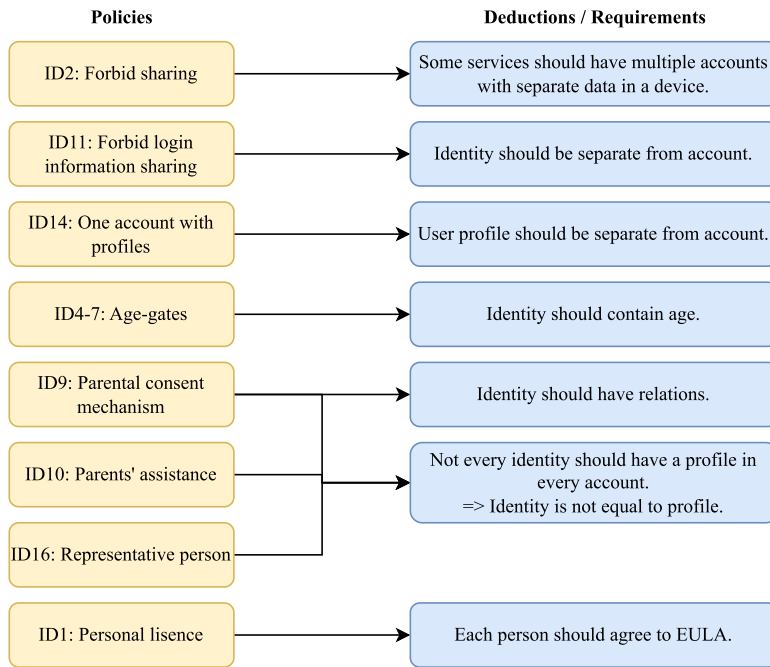 Policies
Deductions / Requirements
ID2: Forbid sharing
Some services should have multiple accounts
with separate data in a device.
ID11: Forbid login
information sharing
Identity should be separate from account.
ID14: One account with
profiles
User profile should be separate from account.
ID4-7: Age-gates
Identity should contain age.
ID9: Parental consent
mechanism
Identity should have relations.
ID10: Parents' assistance
Not every identity should have a profile in
every account.
=> Identity is not equal to profile.
ID16: Representative person
ID1: Personal lisence
Each person should agree to EULA.